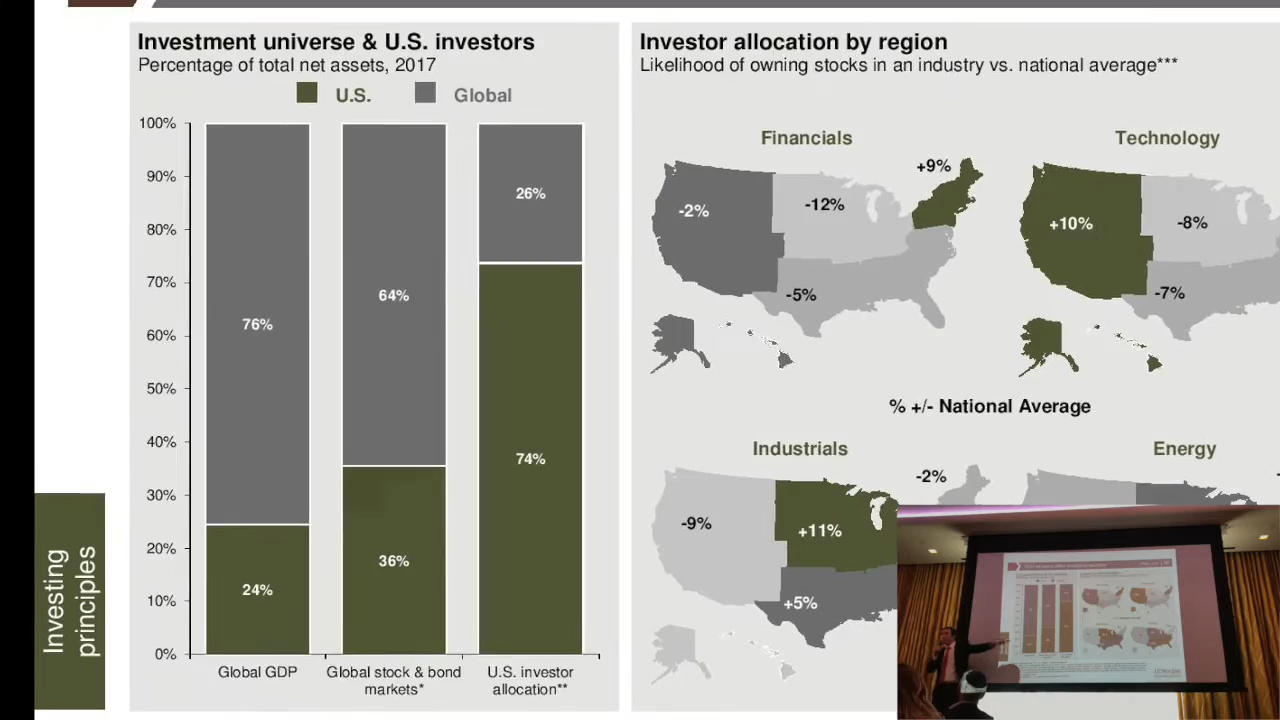 Investment universe & U.S. investors
Percentage of total net assets, 2017
U.S. Global
100%
90%
80%
70%
60%
50%
40%
30%
20%
10%
0%
76%
24%
64%
36%
26%
74%
Global GDP
Global stock & bond
markets*
U.S. investor
allocation**
Investor allocation by region
Likelihood of owning stocks in an industry vs. national average***
Financials
-2%
-12%
+9%
-5%
Technology
+10%
-8%
-7%
% +/- National Average
Industrials
-9%
+11%
-2%
+5%
Energy
Investing
principles